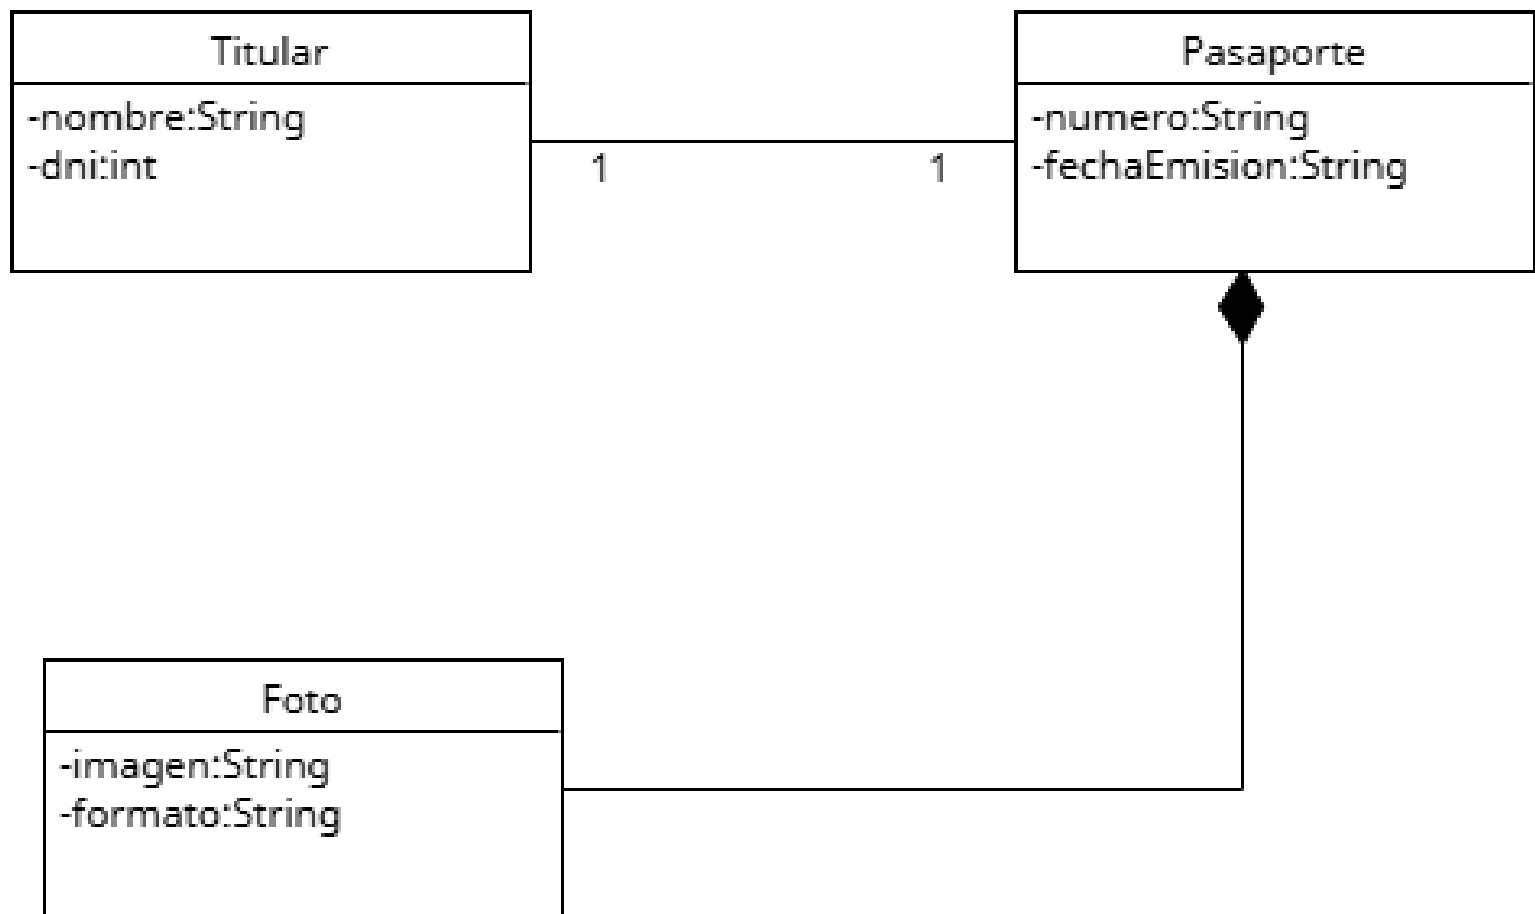 Titular
-nombre:String
-dni:int
1
1
Pasaporte
-numero:String
-fechaEmision:String
Foto
-imagen:String
-formato:String